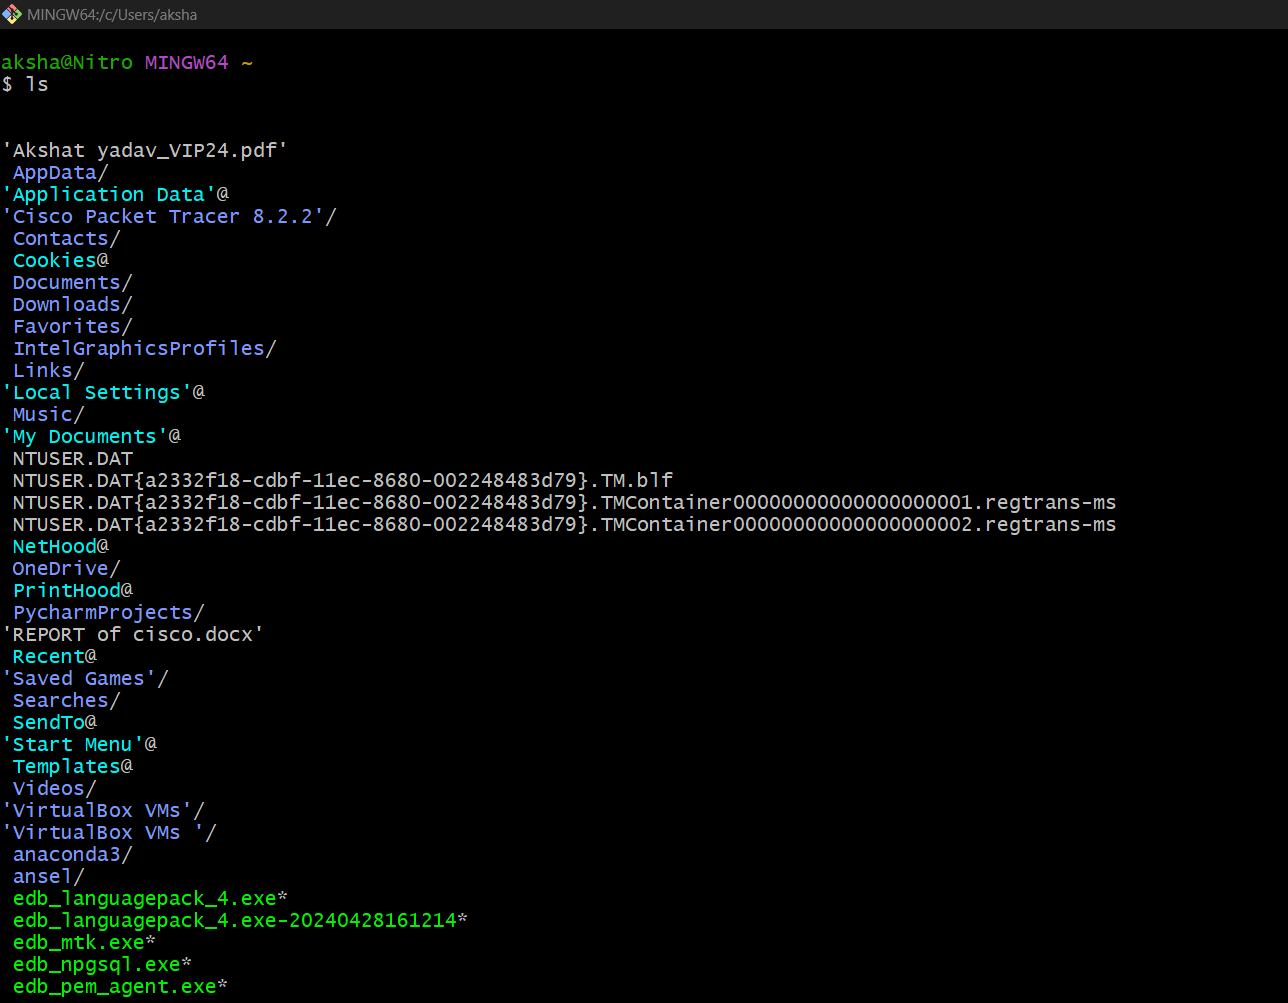 MINGW64:/c/Users/aksha
aksha@Nitro MINGW64 ~
$ ls
'Akshat yadav_VIP24.pdf'
AppData/
'Application Data'@
'Cisco Packet Tracer 8.2.2'/
Contacts/
Cookies@
Documents/
Downloads/
Favorites/
IntelGraphicsProfiles/
Links/
'Local Settings'@
Music/
'My Documents'@
NTUSER.DAT
NTUSER.DAT{a2332f18-cdbf-11ec-8680-002248483d79}.TM.blf
NTUSER.DAT{a2332f18-cdbf-11ec-8680-002248483d79}.TMContainer00000000000000000001.regtrans-ms
NTUSER.DAT{a2332f18-cdbf-11ec-8680-002248483d79}.TMContainer00000000000000000002.regtrans-ms
NetHood@
OneDrive/
PrintHood@
PycharmProjects/
'REPORT of cisco.docx'
Recent@
'Saved Games'/
Searches/
SendTo@
'Start Menu'@
Templates@
Videos/
'VirtualBox VMs'/
'VirtualBox VMs '/
anaconda3/
ansel/
edb_languagepack_4.exe*
edb_languagepack_4.exe-20240428161214*
edb_mtk.exe*
edb_npgsql.exe*
edb_pem_agent.exe*